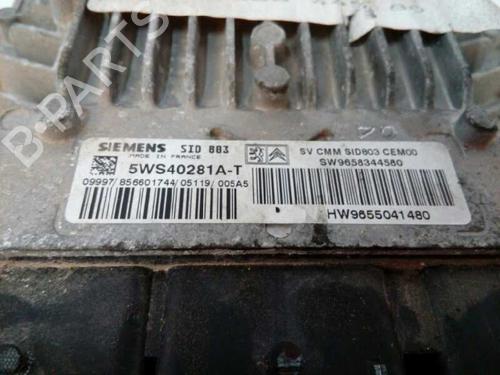 SIEMENS SID 803
MADE IN FRANCE
5WS40281A-T
09997/856601744/05119/005A5
SV CMM SID803 CEM00
SW9658344580
HW9655041480
B-PARTS